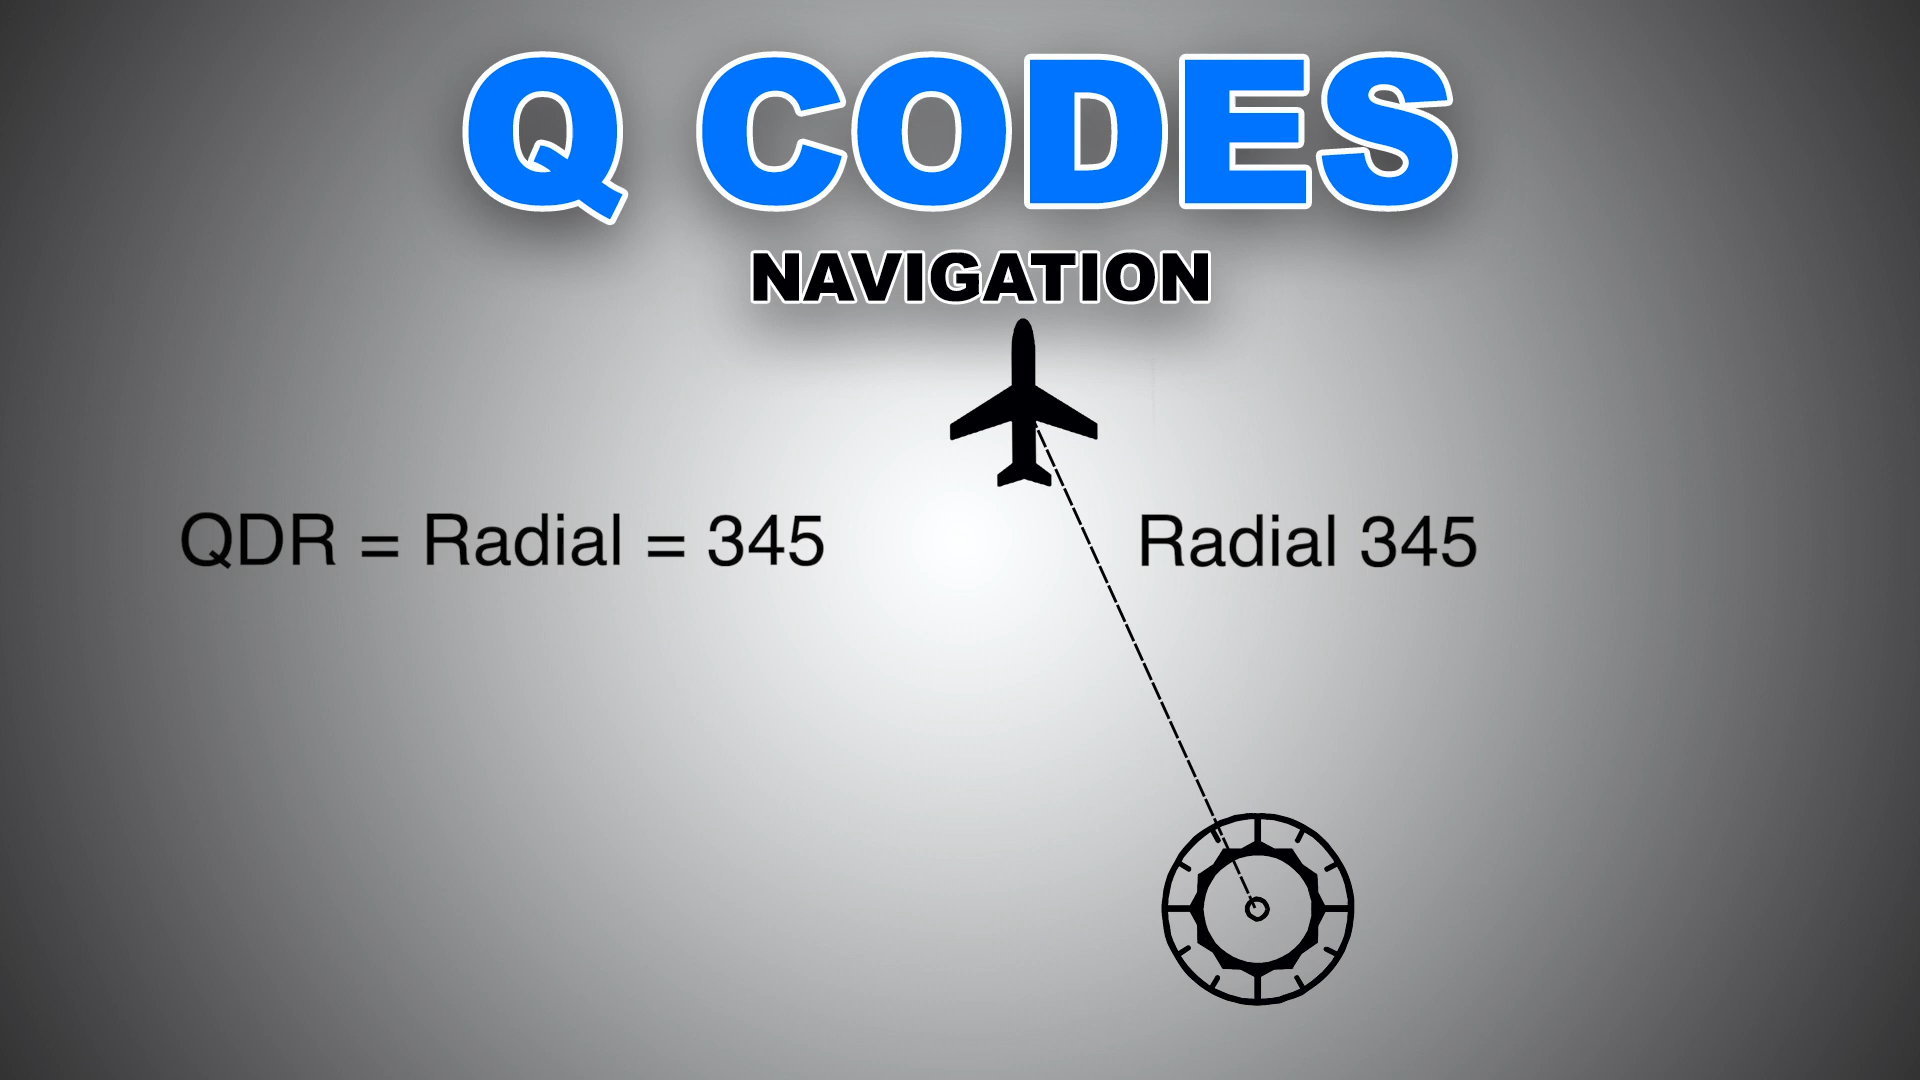 Q CODES
NAVIGATION
QDR = Radial = 345
Radial 345